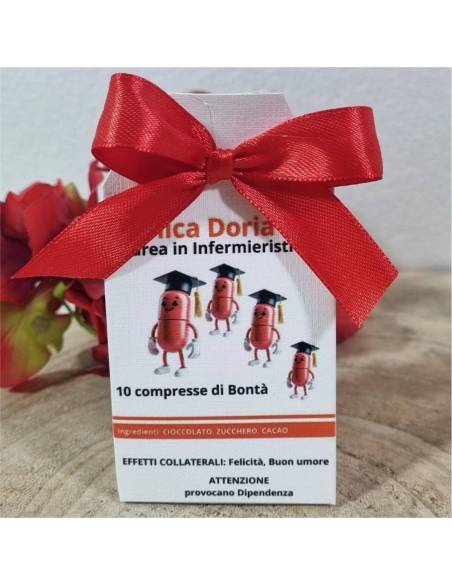 ica Doria
urea in Infermieristi
10 compresse di Bontà
Ingredienti: CIOCCOLATO, ZUCCHERO, CACAO
EFFETTI COLLATERALI: Felicità, Buon umore
ATTENZIONE
provocano Dipendenza